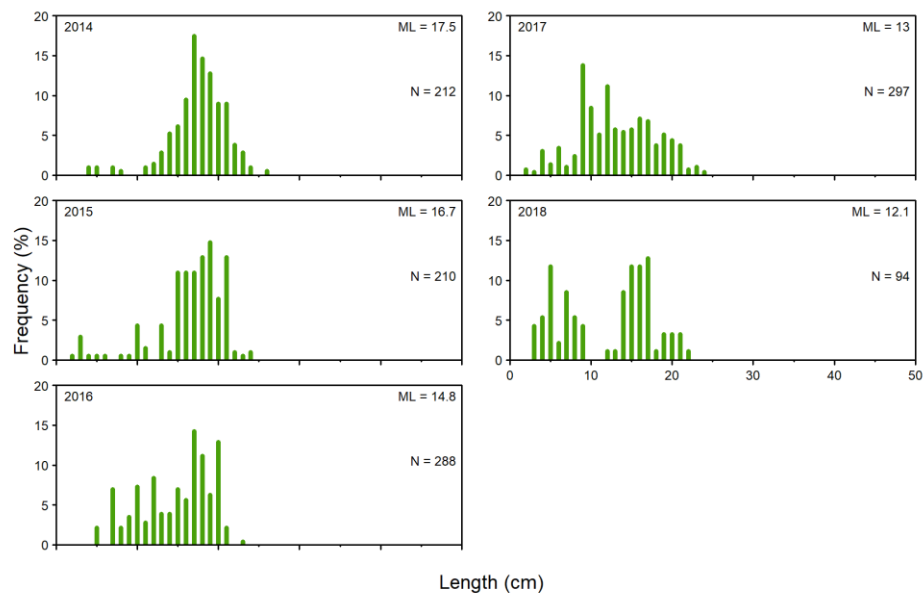 20 2014 ML = 17.5
15
10 N = 212
5
0
20 2015 ML = 16.7
15
10 N = 210
5
0
20 2016 ML = 14.8
15
10 N = 288
5
0
Frequency (%)
20 2017 ML = 13
15
10 N = 297
5
0
20 2018 ML = 12.1
15
10 N = 94
5
0
0 10 20 30 40 50
Length (cm)